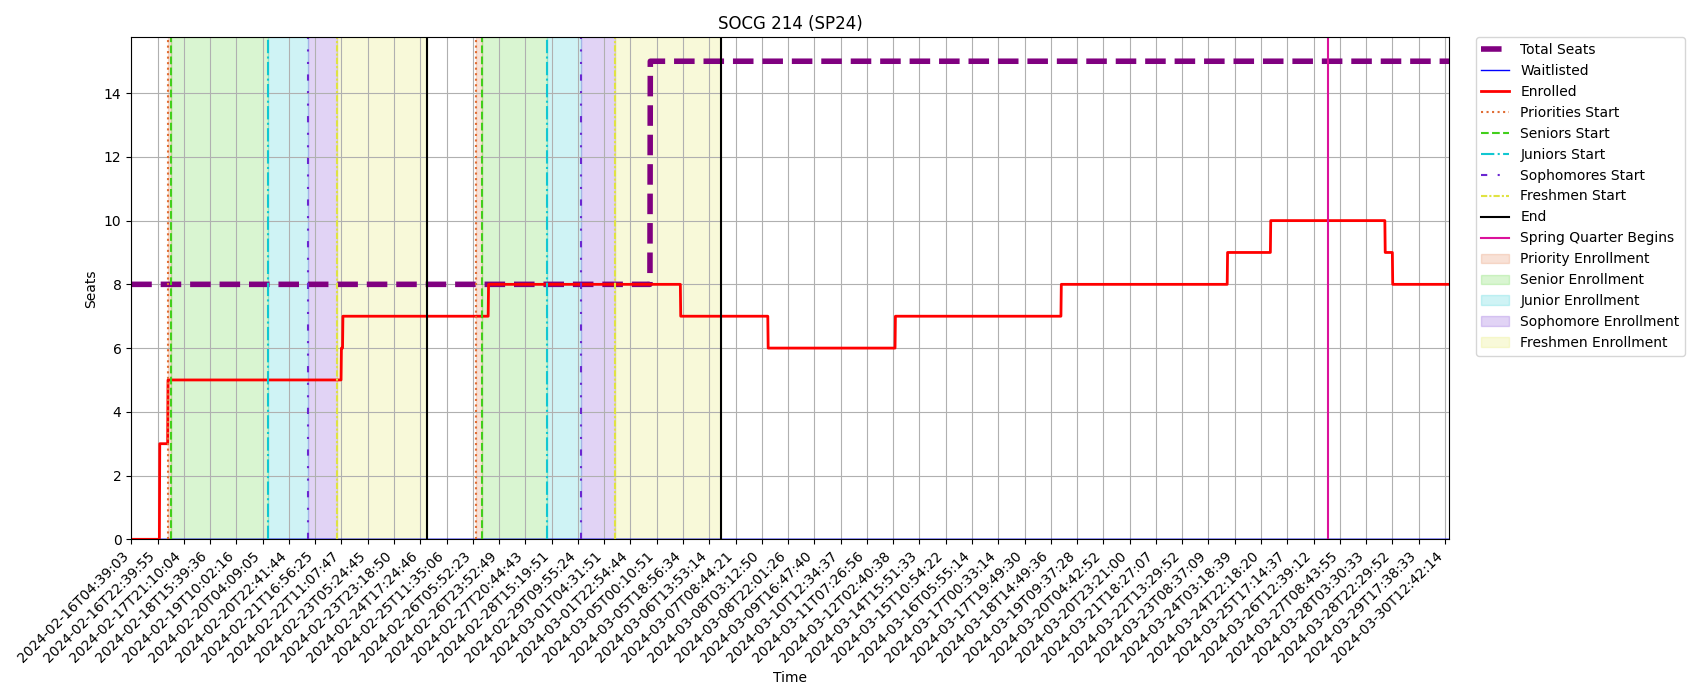 SOCG 214 (SP24)
Seats
14
12
10
8
6
4
2
0
2024-02-16T04:39:03
2024-02-16T22:39:55
2024-02-17T21:10:04
2024-02-18T15:39:36
2024-02-19T10:02:16
2024-02-20T04:09:05
2024-02-20T22:41:44
2024-02-21T16:56:25
2024-02-22T11:07:47
2024-02-23T05:24:45
2024-02-23T23:18:50
2024-02-24T17:24:46
2024-02-25T11:35:06
2024-02-26T05:52:23
2024-02-26T23:52:49
2024-02-27T20:44:43
2024-02-28T15:19:51
2024-02-29T09:55:24
2024-03-01T04:31:51
2024-03-01T22:54:44
2024-03-05T00:10:51
2024-03-05T18:56:34
2024-03-06T13:53:14
2024-03-07T08:44:21
2024-03-08T03:12:50
2024-03-08T22:01:26
2024-03-09T16:47:40
2024-03-10T12:34:37
2024-03-11T07:26:56
2024-03-12T02:40:38
2024-03-14T15:51:33
2024-03-15T10:54:22
2024-03-16T05:55:14
2024-03-17T00:33:14
2024-03-17T19:49:30
2024-03-18T14:49:36
2024-03-19T09:37:28
2024-03-20T04:42:52
2024-03-20T23:21:00
2024-03-21T18:27:07
2024-03-22T13:29:52
2024-03-23T08:37:09
2024-03-24T03:18:39
2024-03-24T22:18:20
2024-03-25T17:14:37
2024-03-26T12:39:12
2024-03-27T08:43:55
2024-03-28T03:30:33
2024-03-28T22:29:52
2024-03-29T17:38:33
2024-03-30T12:42:14
Time
Total Seats
Waitlisted
Enrolled
Priorities Start
Seniors Start
Juniors Start
Sophomores Start
Freshmen Start
End
Spring Quarter Begins
Priority Enrollment
Senior Enrollment
Junior Enrollment
Sophomore Enrollment
Freshmen Enrollment